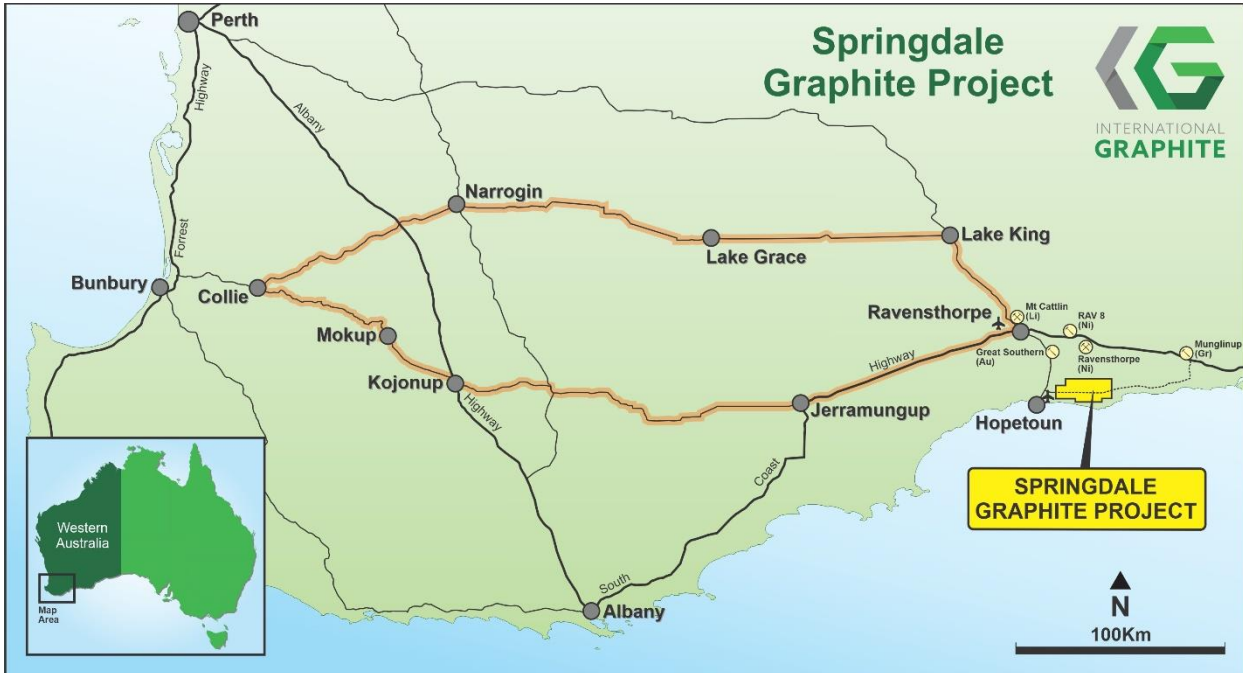 Perth
Springdale
Graphite Project
INTERNATIONAL
GRAPHITE
Highway
Albany
Forrest
Narrogin
Lake King
Lake Grace
Bunbury
Collie
Mt Cattlin
(Li)
Ravensthorpe
RAV 8
(Ni)
Mokup
Highway
Great Southern
(Au)
Ravensthorpe
(Ni)
Munglinup
(Gr)
Kojonup
Highway
Jerramungup
Hopetoun
Coast
SPRINGDALE
GRAPHITE PROJECT
Western
Australia
South
Map
Area
Albany
N
100Km